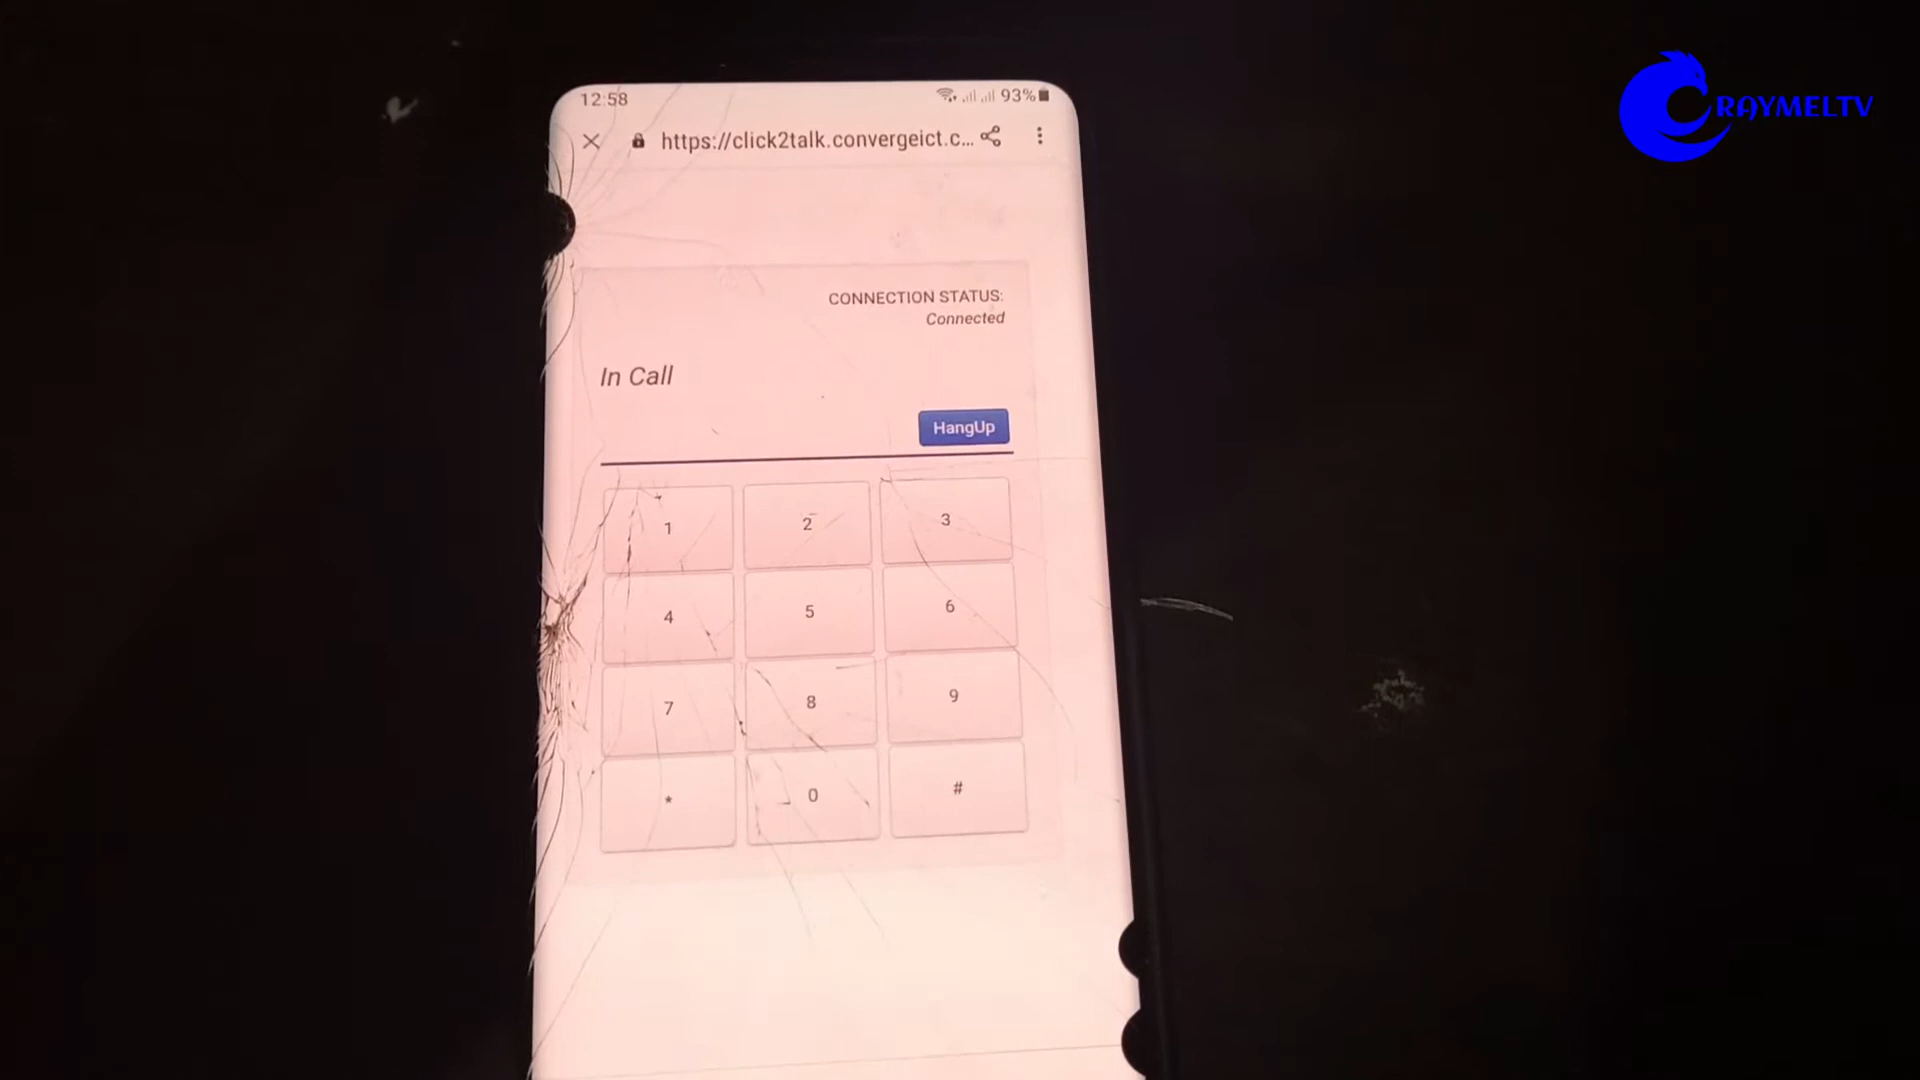 12:58
93%
https://click2talk.convergeict.c...
CRAYMELTV
CONNECTION STATUS:
Connected
In Call
HangUp
1 2 3
4 5 6
7 8 9
* 0 #